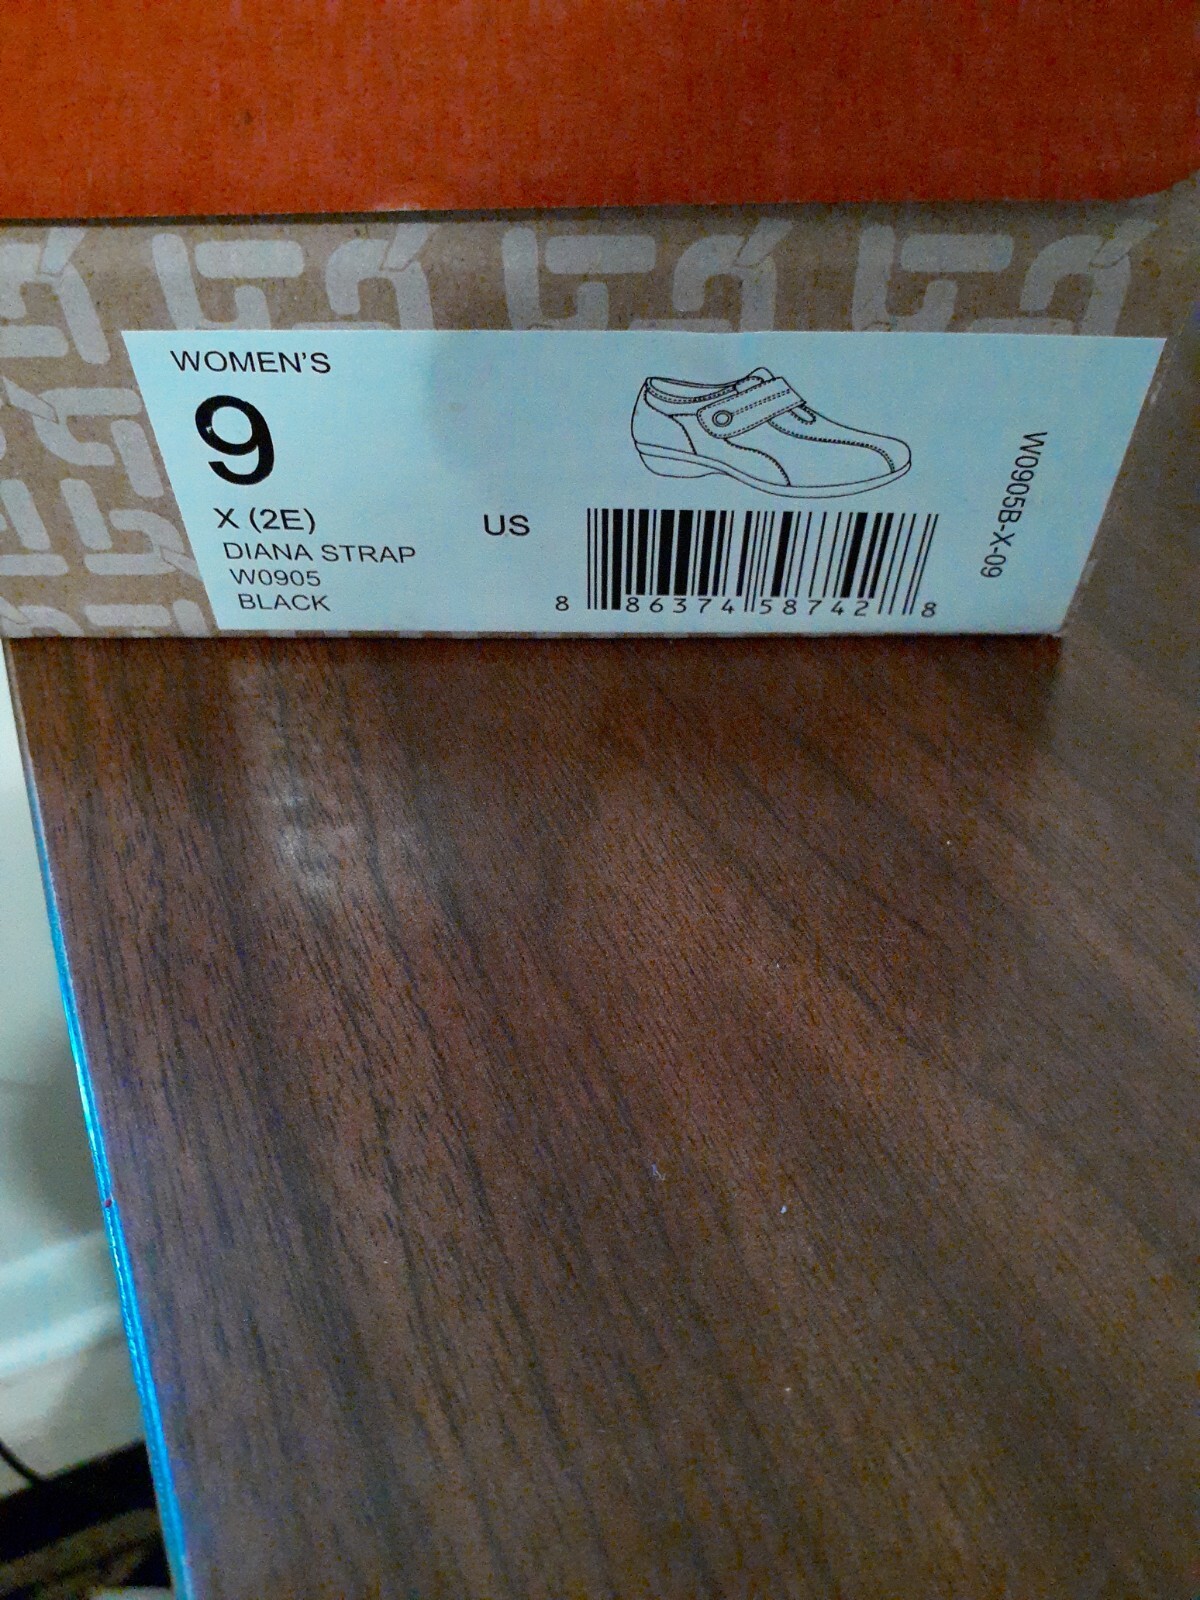 WOMEN'S
9
X (2E)
US
DIANA STRAP
W0905
BLACK
8 86374 58742 8
W0905B-X-09